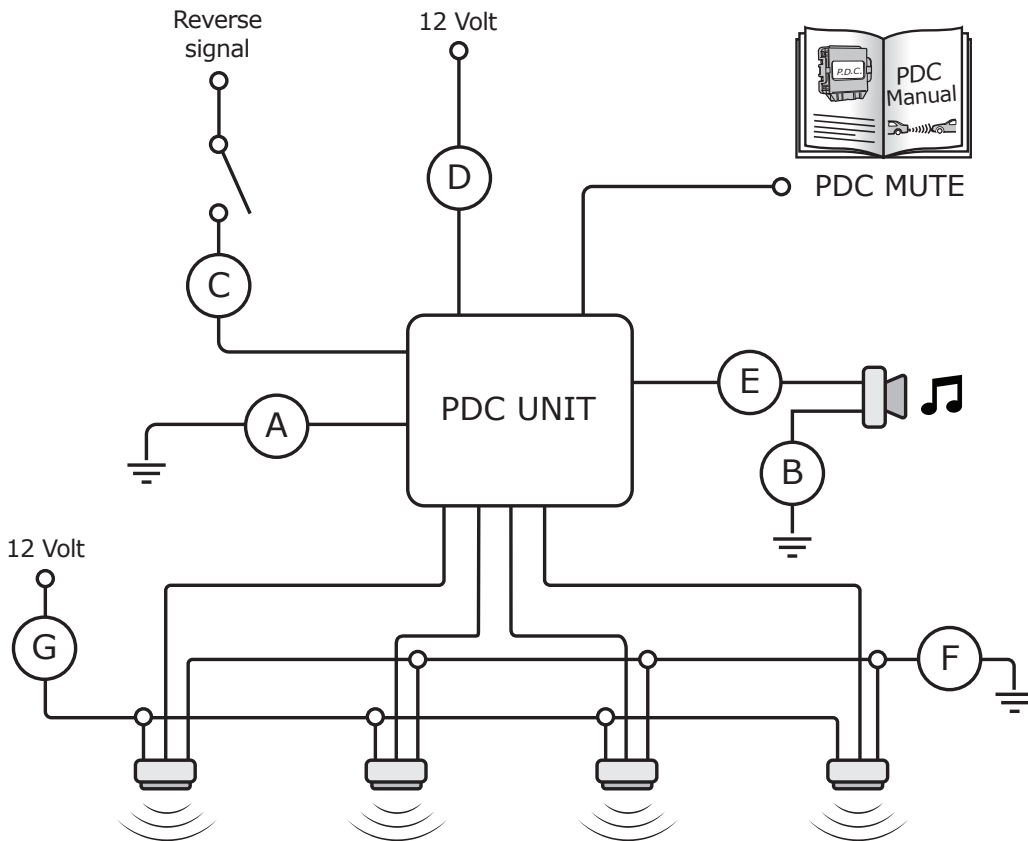 Reverse
signal
12 Volt
P.D.C.
PDC
Manual
PDC MUTE
D
C
PDC UNIT
E
A
B
12 Volt
G
F